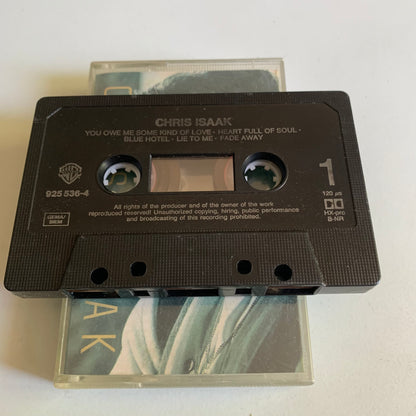 C
CHRIS ISAAK
YOU OWE ME SOME KIND OF LOVE · HEART FULL OF SOUL ·
BLUE HOTEL · LIE TO ME · FADE AWAY
925 536-4
1
120 µs
GEMA/
BIEM
All rights of the producer and of the owner of the work
reproduced reserved! Unauthorized copying, hiring, public performance
and broadcasting of this recording prohibited.
HX-pro
B-NR
AK